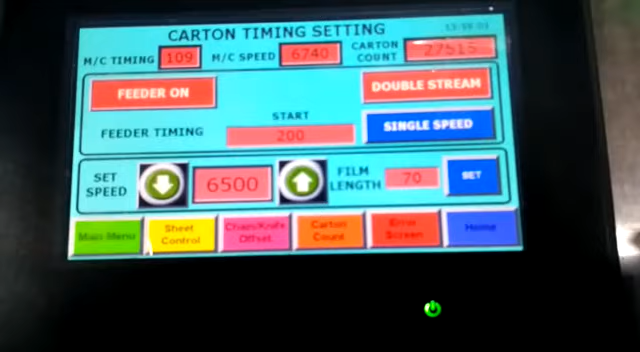 CARTON TIMING SETTING
M/C TIMING 109 M/C SPEED 6740 CARTON COUNT 27515
FEEDER ON DOUBLE STREAM
START
FEEDER TIMING 200 SINGLE SPEED
SET SPEED 6500 FILM LENGTH 70 SET
Main Menu Sheet Control Chain/Knife Offset Carton Count Error Screen Home